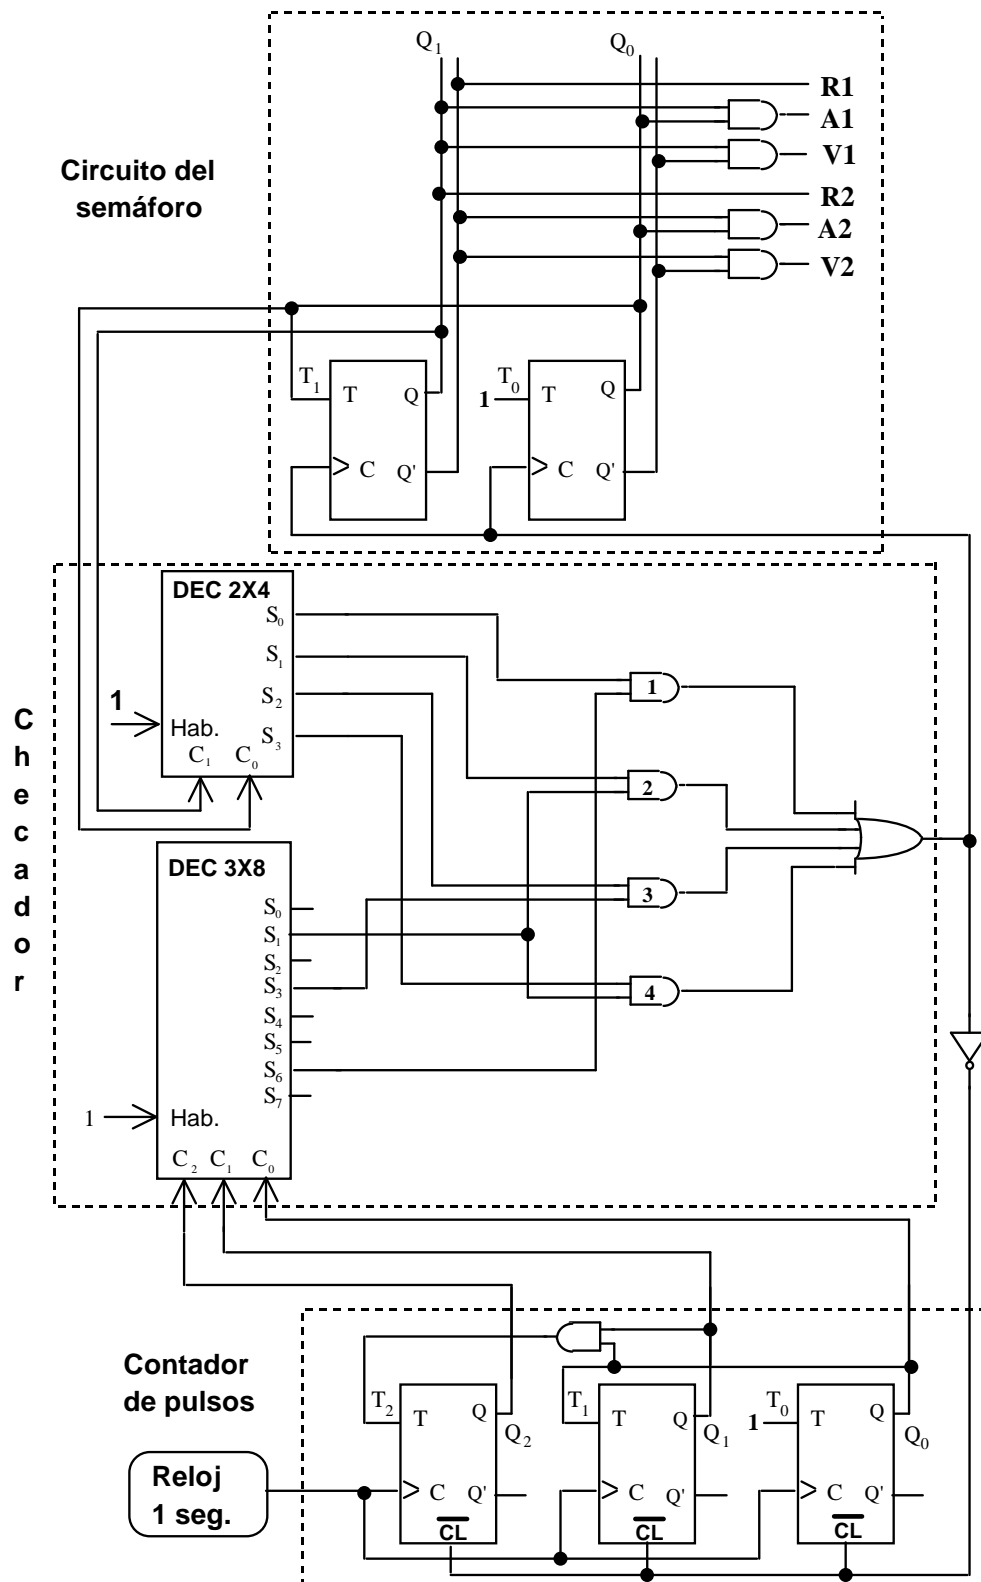 Q1 Q0
R1
A1
V1
R2
A2
V2
Circuito del
semáforo
T1 T Q
C Q'
T0 1 T Q
C Q'
DEC 2X4
S0
S1
S2
S3
1
Hab.
C1 C0
1
2
3
4
Checador
DEC 3X8
S0
S1
S2
S3
S4
S5
S6
S7
1
Hab.
C2 C1 C0
Contador
de pulsos
T2 T Q Q2
C Q'
CL
T1 T Q Q1
C Q'
CL
T0 1 T Q Q0
C Q'
CL
Reloj
1 seg.